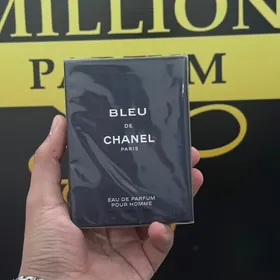 MILLION
PARFUM
BLEU
DE
CHANEL
PARIS
EAU DE PARFUM
POUR HOMME